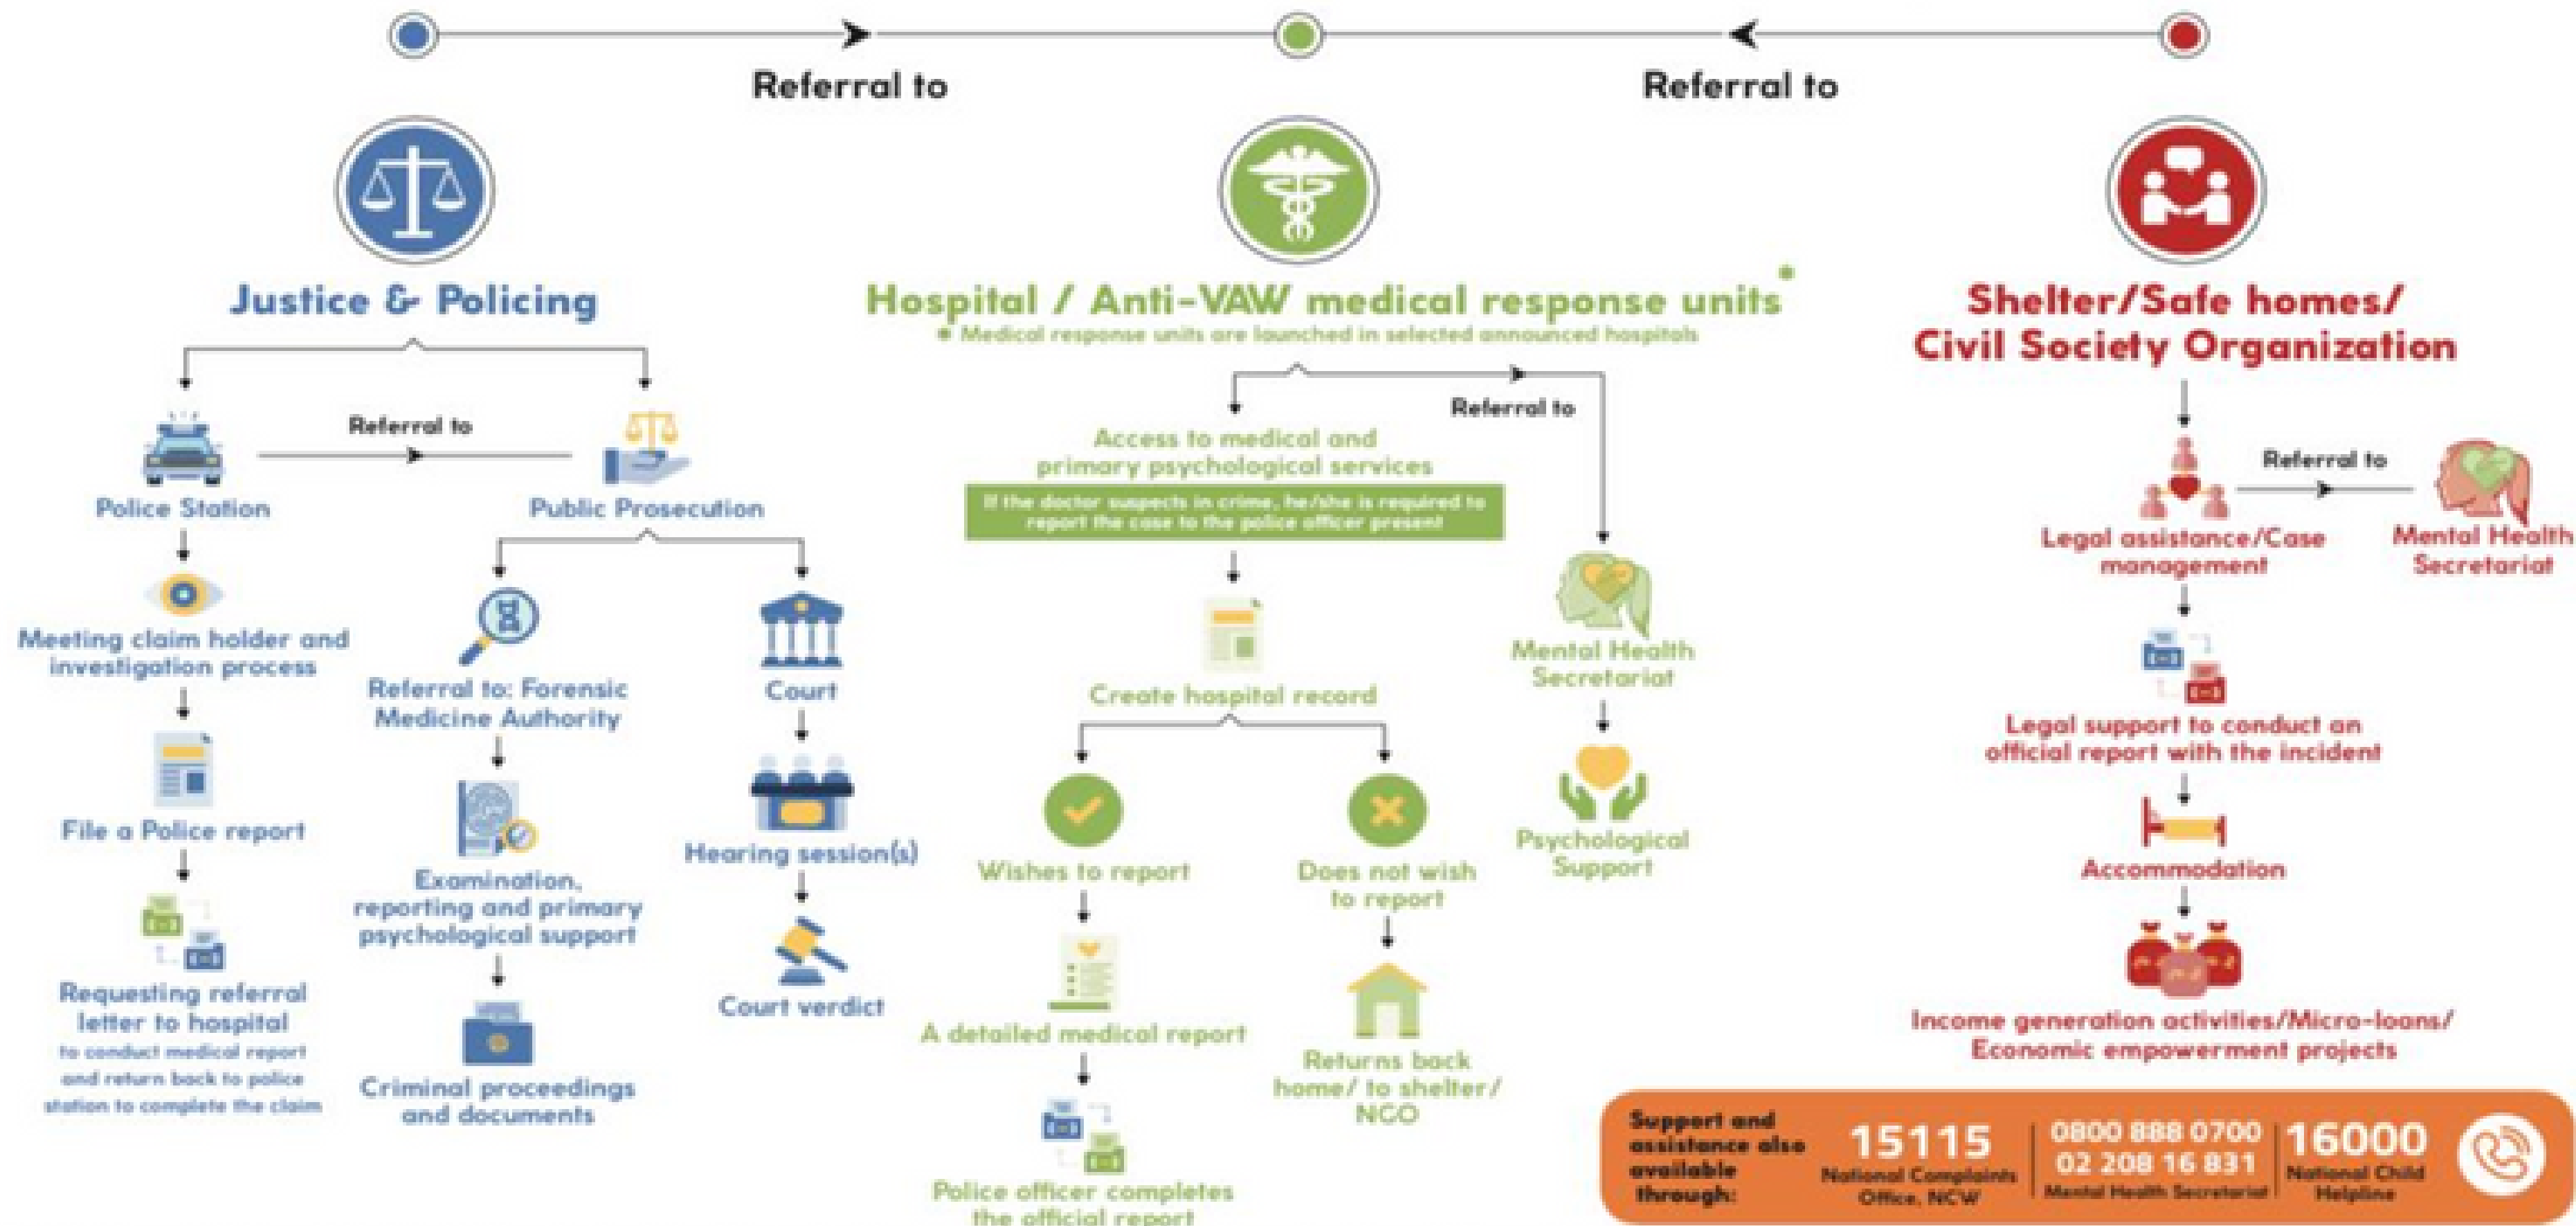 Referral to
Referral to
Justice & Policing
Referral to
Police Station
Public Prosecution
Meeting claim holder and
investigation process
File a Police report
Requesting referral
letter to hospital
to conduct medical report
and return back to police
station to complete the claim
Referral to: Forensic
Medicine Authority
Examination,
reporting and primary
psychological support
Criminal proceedings
and documents
Court
Hearing session(s)
Court verdict
Hospital / Anti-VAW medical response units*
* Medical response units are launched in selected announced hospitals
Referral to
Access to medical and
primary psychological services
If the doctor suspects in crime, he/she is required to
report the case to the police officer present
Create hospital record
Wishes to report
A detailed medical report
Police officer completes
the official report
Does not wish
to report
Returns back
home/ to shelter/
NGO
Mental Health
Secretariat
Psychological
Support
Shelter/Safe homes/
Civil Society Organization
Referral to
Legal assistance/Case
management
Mental Health
Secretariat
Legal support to conduct an
official report with the incident
Accommodation
Income generation activities/Micro-loans/
Economic empowerment projects
Support and
assistance also
available
through:
15115
National Complaints
Office, NCW
0800 888 0700
02 208 16 831
Mental Health Secretariat
16000
National Child
Helpline